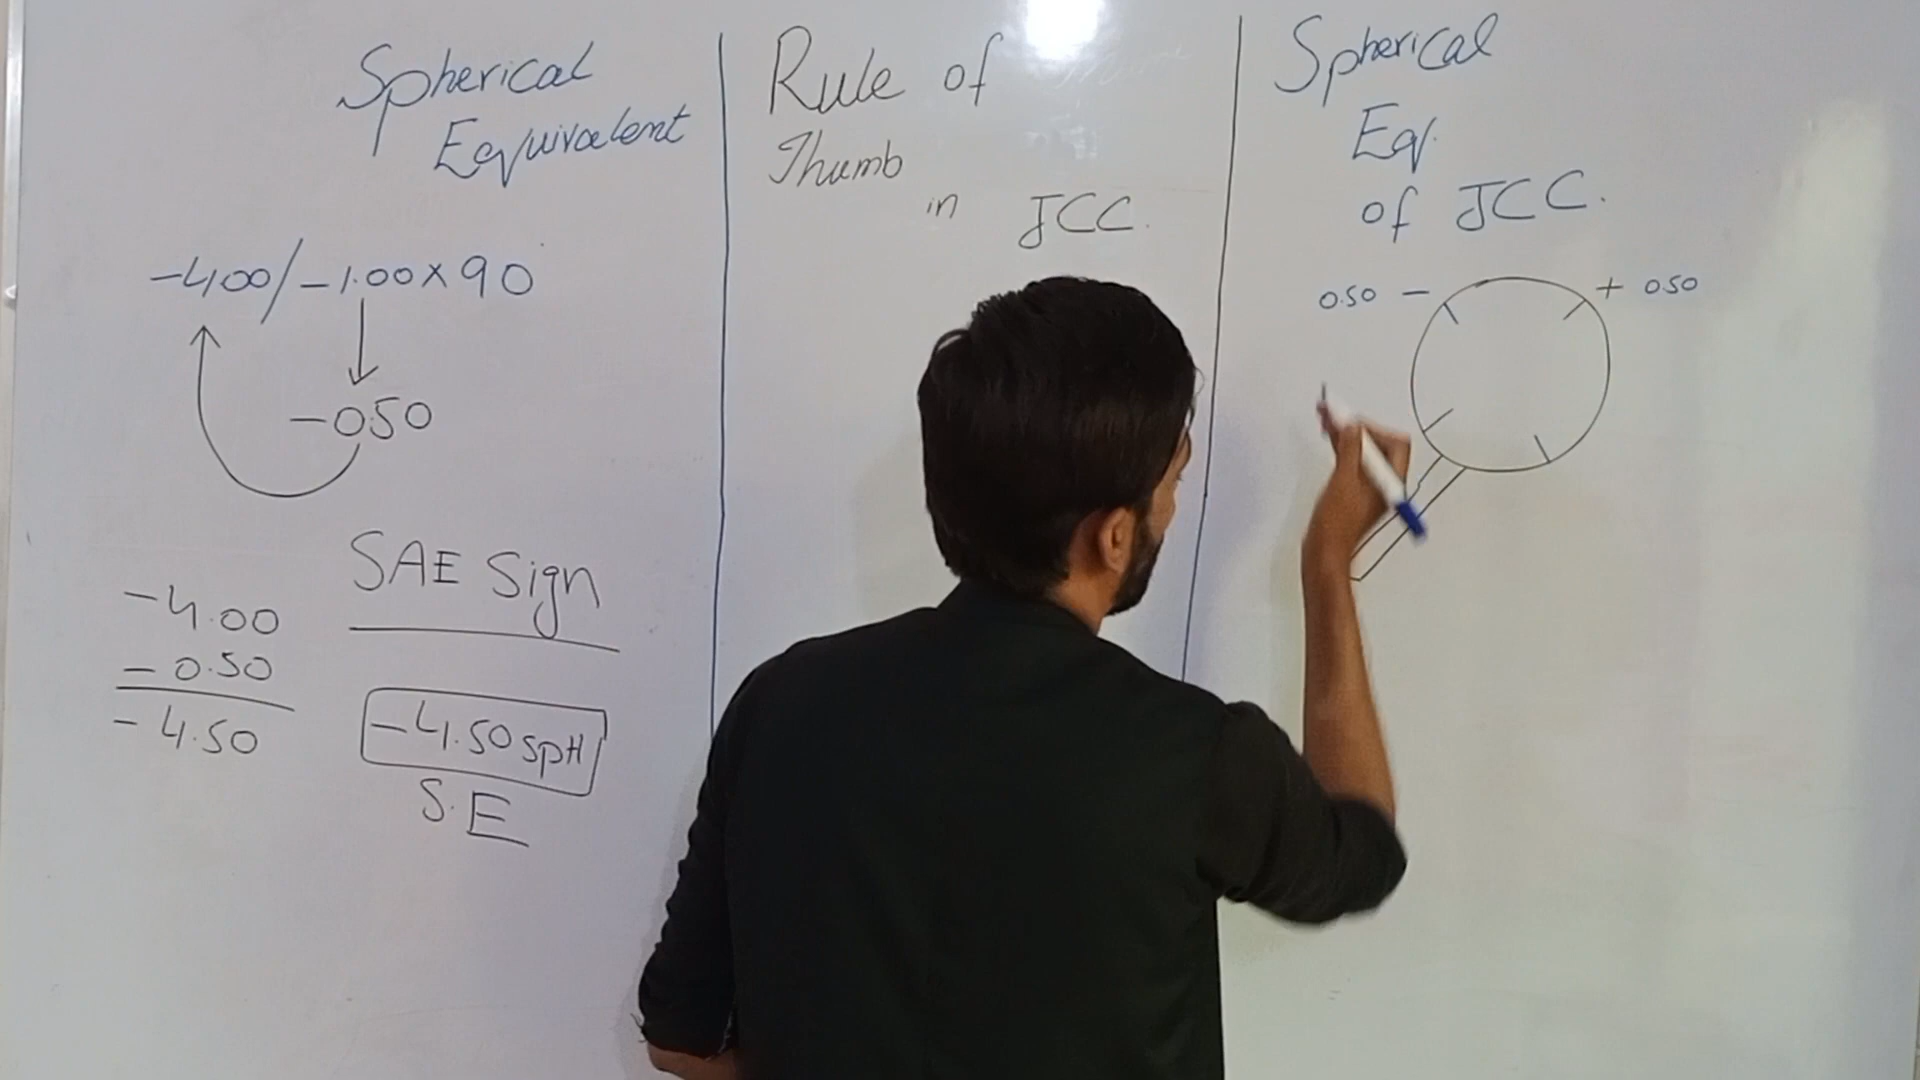 Spherical
Equivalent
-4.00/-1.00×90
-0.50
SAE Sign
-4.00
-0.50
-4.50
-4.50 SpH
S.E
Rule of
Thumb
in JCC.
Spherical
Eq.
of JCC.
0.50 - + 0.50